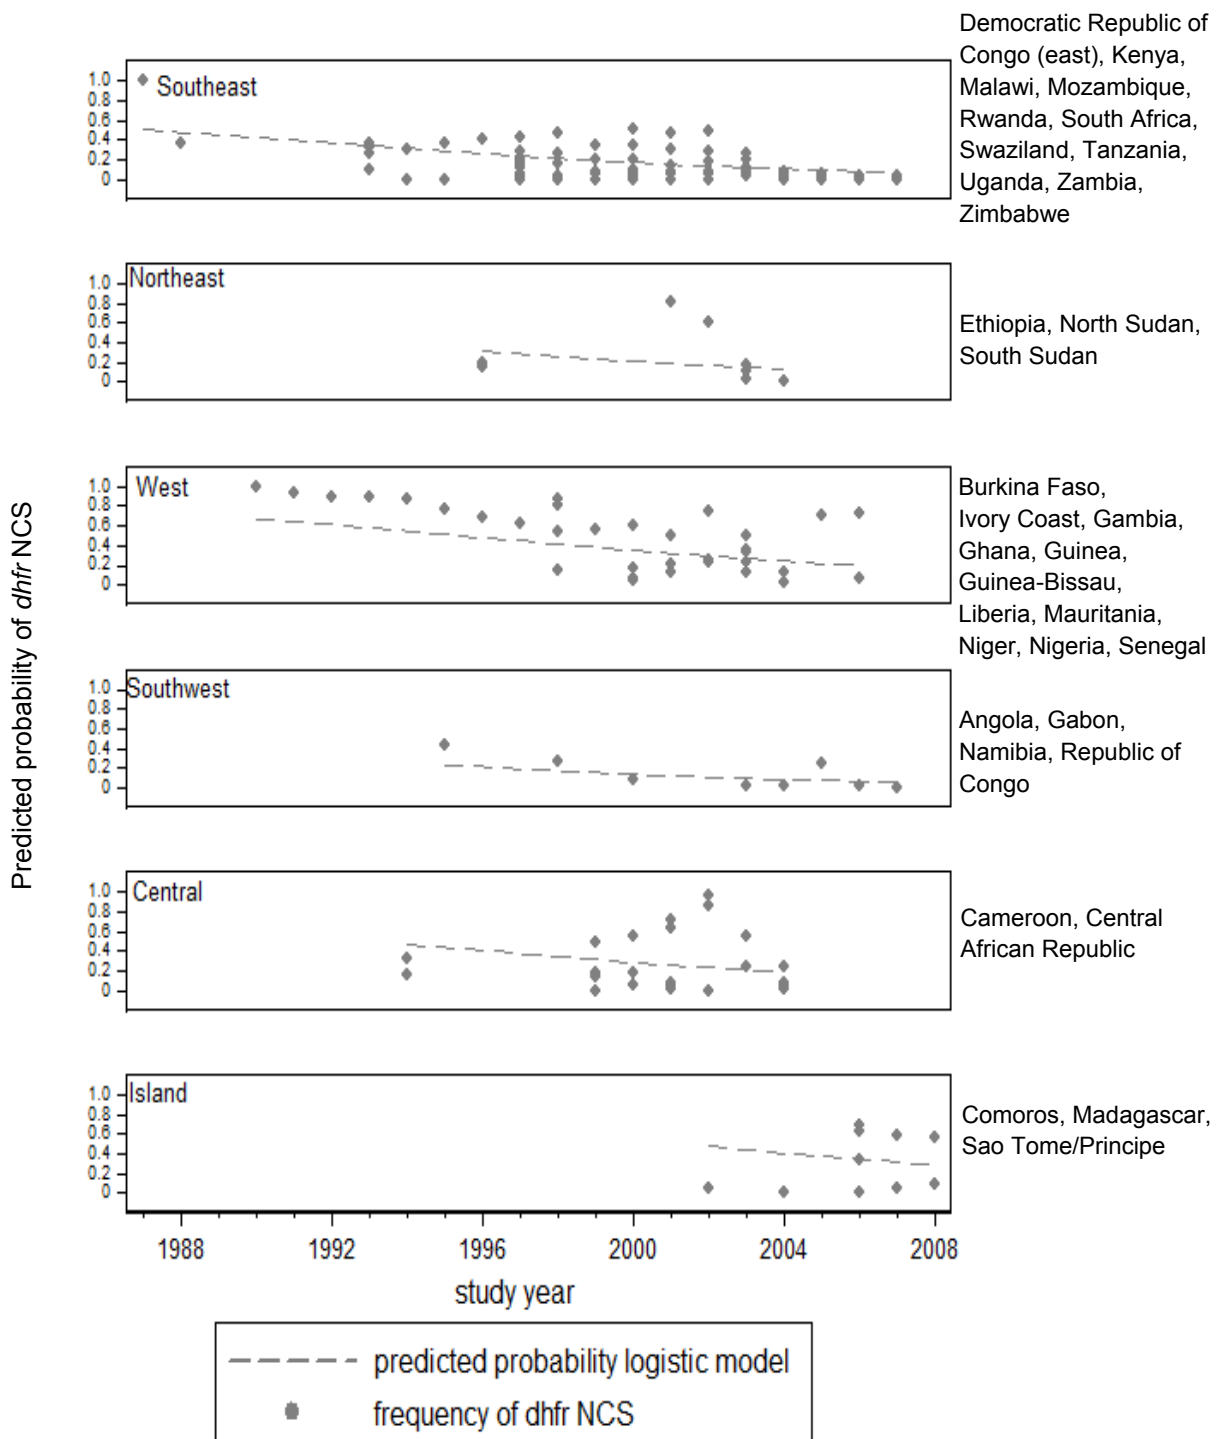 Predicted probability of dhfr NCS
Southeast
1.0
0.8
0.6
0.4
0.2
0
Democratic Republic of
Congo (east), Kenya,
Malawi, Mozambique,
Rwanda, South Africa,
Swaziland, Tanzania,
Uganda, Zambia,
Zimbabwe
Northeast
1.0
0.8
0.6
0.4
0.2
0
Ethiopia, North Sudan,
South Sudan
West
1.0
0.8
0.6
0.4
0.2
0
Burkina Faso,
Ivory Coast, Gambia,
Ghana, Guinea,
Guinea-Bissau,
Liberia, Mauritania,
Niger, Nigeria, Senegal
Southwest
1.0
0.8
0.6
0.4
0.2
0
Angola, Gabon,
Namibia, Republic of
Congo
Central
1.0
0.8
0.6
0.4
0.2
0
Cameroon, Central
African Republic
Island
1.0
0.8
0.6
0.4
0.2
0
Comoros, Madagascar,
Sao Tome/Principe
1988 1992 1996 2000 2004 2008
study year
predicted probability logistic model
frequency of dhfr NCS